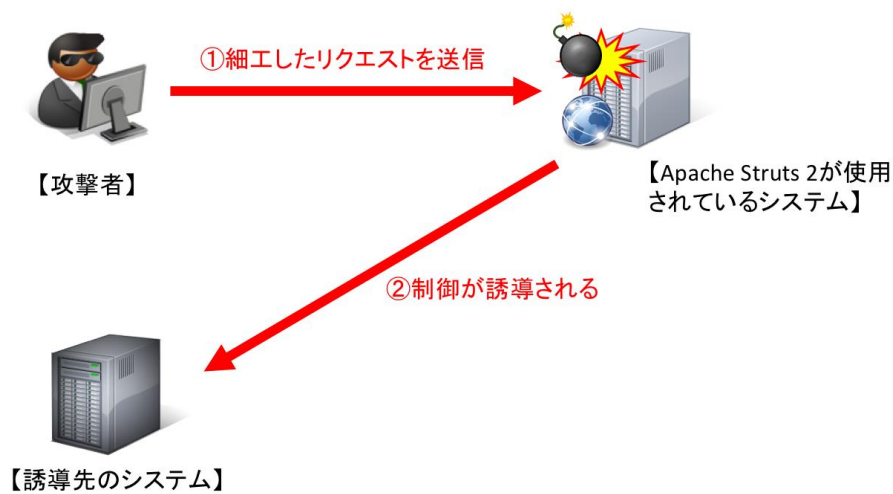 ①細工したリクエストを送信
【攻撃者】
【Apache Struts 2が使用
されているシステム】
②制御が誘導される
【誘導先のシステム】